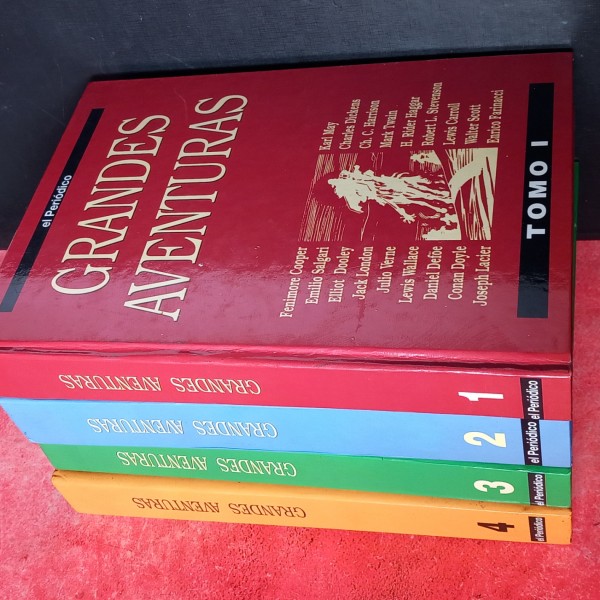 el Periódico
GRANDES
AVENTURAS
Karl May
Charles Dickens
Ch. C. Harrison
Mark Twain
H. Rider Hagar
Robert L. Stevenson
Lewis Carroll
Walter Scott
Enrico Farinacci
Fenimore Cooper
Emilio Salgari
Elliot Dooley
Jack London
Julio Verne
Lewis Wallace
Daniel Defoe
Conan Doyle
Joseph Lacier
TOMO I
GRANDES AVENTURAS
1
el Periódico
GRANDES AVENTURAS
2
el Periódico
GRANDES AVENTURAS
3
el Periódico
GRANDES AVENTURAS
4
el Periódico